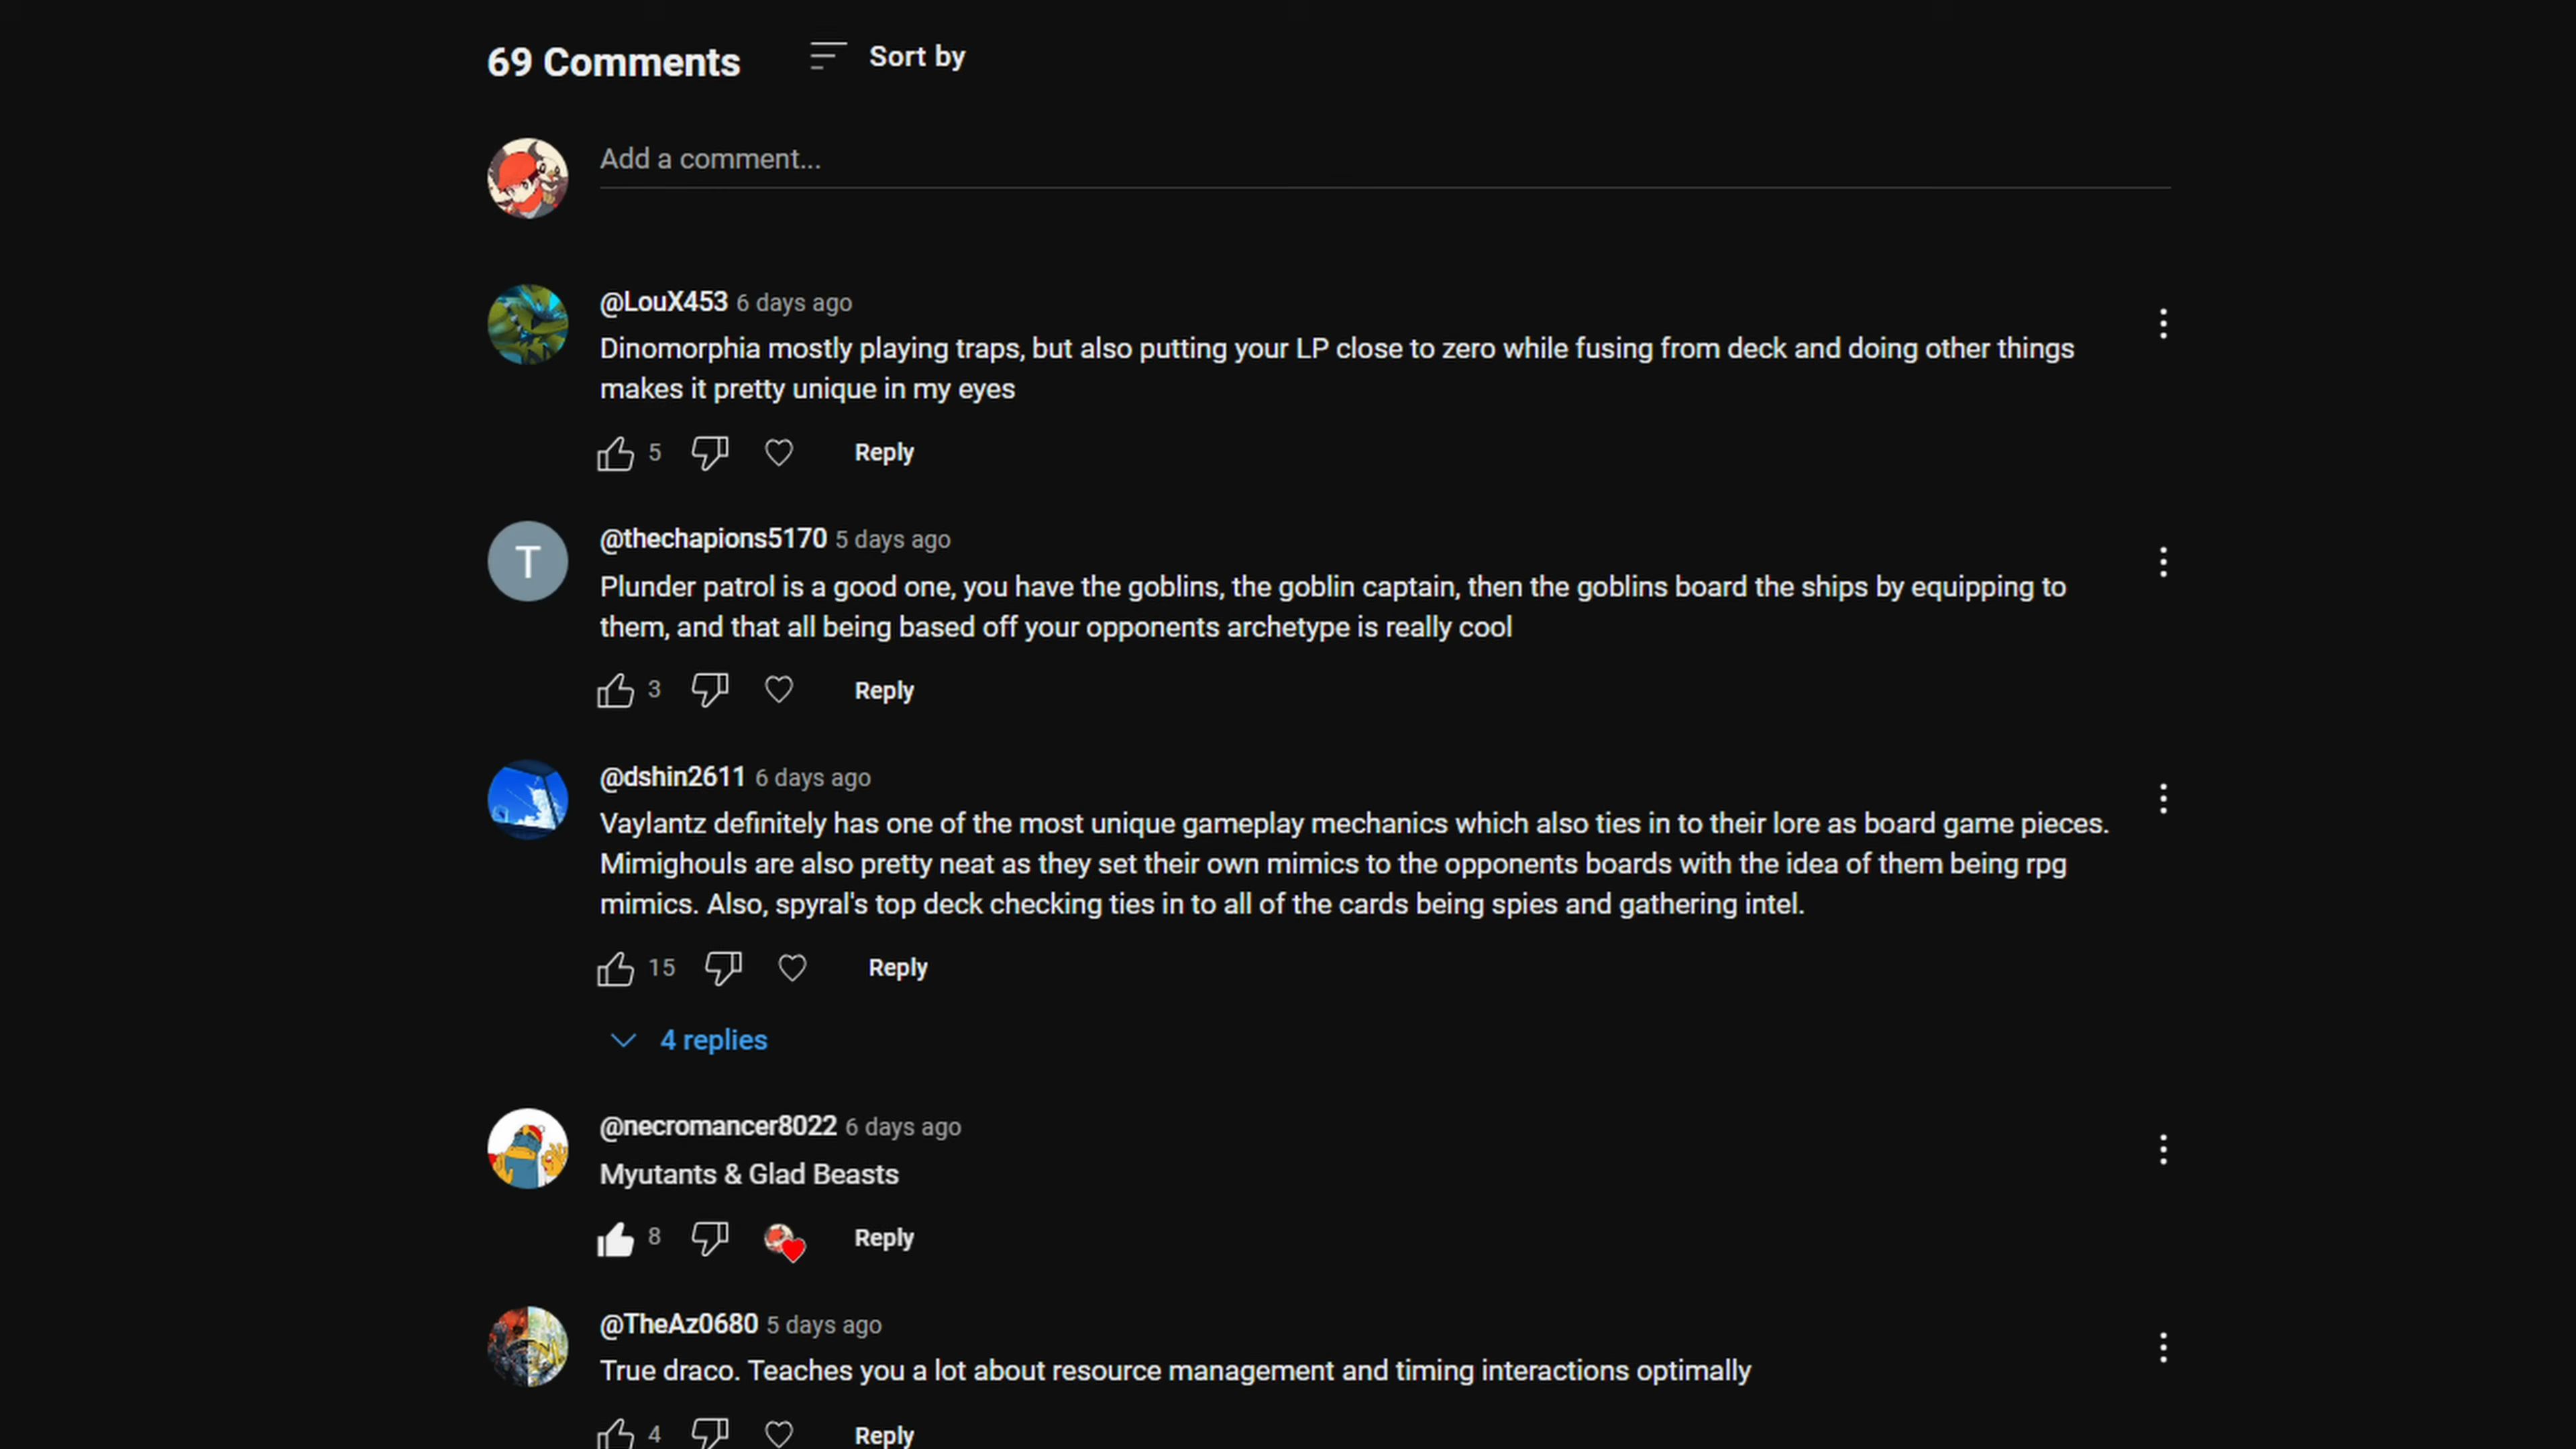 69 Comments
Sort by
Add a comment...
@LouX453 6 days ago
Dinomorphia mostly playing traps, but also putting your LP close to zero while fusing from deck and doing other things
makes it pretty unique in my eyes
5
Reply
T
@thechapions5170 5 days ago
Plunder patrol is a good one, you have the goblins, the goblin captain, then the goblins board the ships by equipping to
them, and that all being based off your opponents archetype is really cool
3
Reply
@dshin2611 6 days ago
Vaylantz definitely has one of the most unique gameplay mechanics which also ties in to their lore as board game pieces.
Mimighouls are also pretty neat as they set their own mimics to the opponents boards with the idea of them being rpg
mimics. Also, spyral's top deck checking ties in to all of the cards being spies and gathering intel.
15
Reply
4 replies
@necromancer8022 6 days ago
Myutants & Glad Beasts
8
Reply
@TheAz0680 5 days ago
True draco. Teaches you a lot about resource management and timing interactions optimally
4
Reply